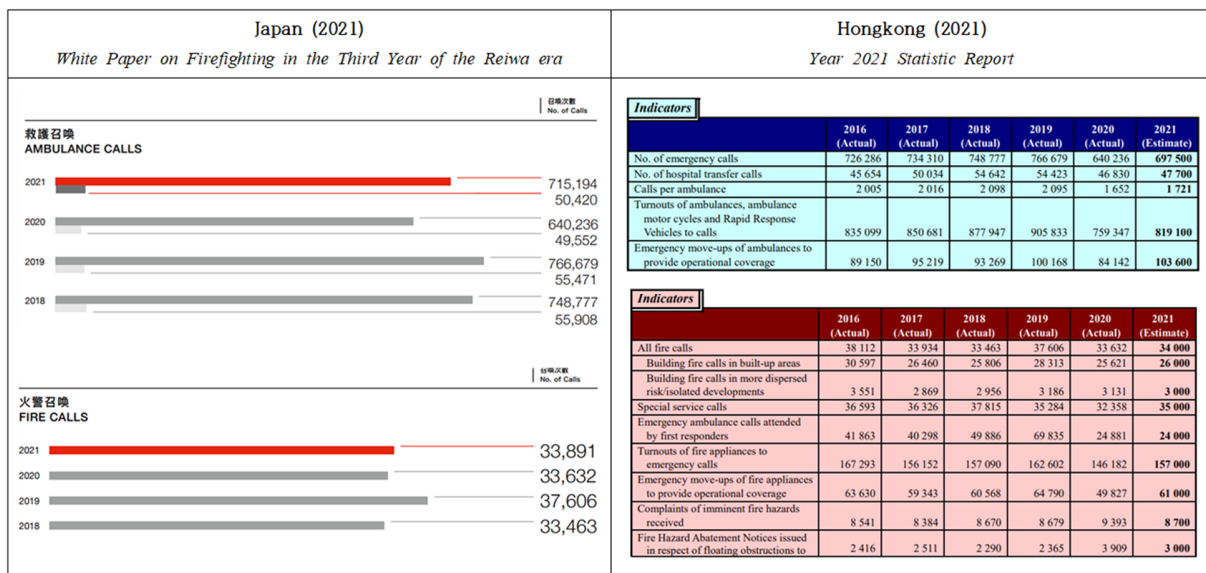 Japan (2021)
White Paper on Firefighting in the Third Year of the Reiwa era
召喚次數
No. of Calls
救護召喚
AMBULANCE CALLS
2021 715,194
50,420
2020 640,236
49,552
2019 766,679
55,471
2018 748,777
55,908
召喚次數
No. of Calls
火警召喚
FIRE CALLS
2021 33,891
2020 33,632
2019 37,606
2018 33,463
Hongkong (2021)
Year 2021 Statistic Report
Indicators
2016 2017 2018 2019 2020 2021
(Actual) (Actual) (Actual) (Actual) (Actual) (Estimate)
No. of emergency calls 726 286 734 310 748 777 766 679 640 236 697 500
No. of hospital transfer calls 45 654 50 034 54 642 54 423 46 830 47 700
Calls per ambulance 2 005 2 016 2 098 2 095 1 652 1 721
Turnouts of ambulances, ambulance
motor cycles and Rapid Response
Vehicles to calls 835 099 850 681 877 947 905 833 759 347 819 100
Emergency move-ups of ambulances to
provide operational coverage 89 150 95 219 93 269 100 168 84 142 103 600
Indicators
2016 2017 2018 2019 2020 2021
(Actual) (Actual) (Actual) (Actual) (Actual) (Estimate)
All fire calls 38 112 33 934 33 463 37 606 33 632 34 000
Building fire calls in built-up areas 30 597 26 460 25 806 28 313 25 621 26 000
Building fire calls in more dispersed
risk/isolated developments 3 551 2 869 2 956 3 186 3 131 3 000
Special service calls 36 593 36 326 37 815 35 284 32 358 35 000
Emergency ambulance calls attended
by first responders 41 863 40 298 49 886 69 835 24 881 24 000
Turnouts of fire appliances to
emergency calls 167 293 156 152 157 090 162 602 146 182 157 000
Emergency move-ups of fire appliances
to provide operational coverage 63 630 59 343 60 568 64 790 49 827 61 000
Complaints of imminent fire hazards
received 8 541 8 384 8 670 8 679 9 393 8 700
Fire Hazard Abatement Notices issued
in respect of floating obstructions to 2 416 2 511 2 290 2 365 3 909 3 000